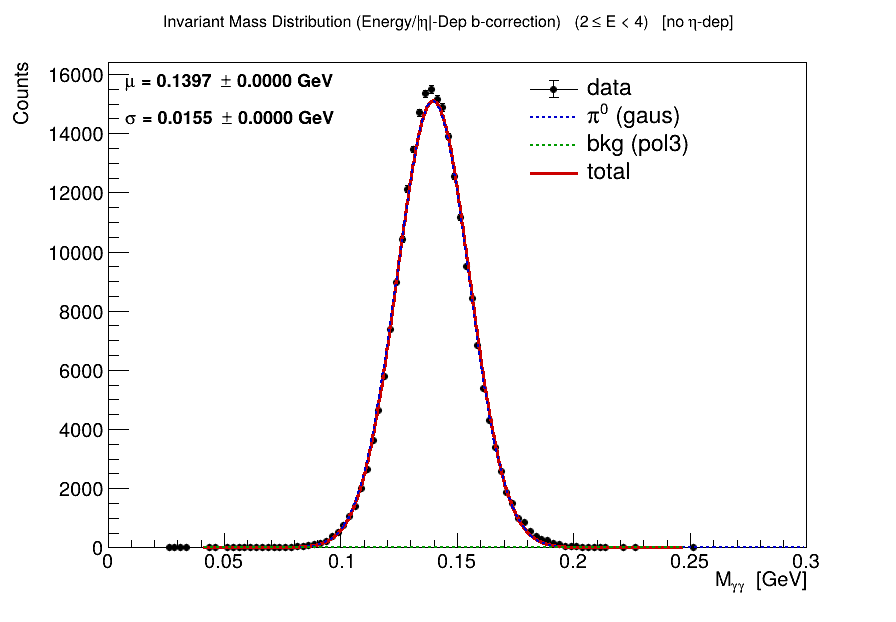 Invariant Mass Distribution (Energy/|η|-Dep b-correction) (2 ≤ E < 4) [no η-dep]
Counts
μ = 0.1397 ± 0.0000 GeV
σ = 0.0155 ± 0.0000 GeV
data
π⁰ (gaus)
bkg (pol3)
total
16000
14000
12000
10000
8000
6000
4000
2000
0
0 0.05 0.1 0.15 0.2 0.25 0.3
Mγγ [GeV]